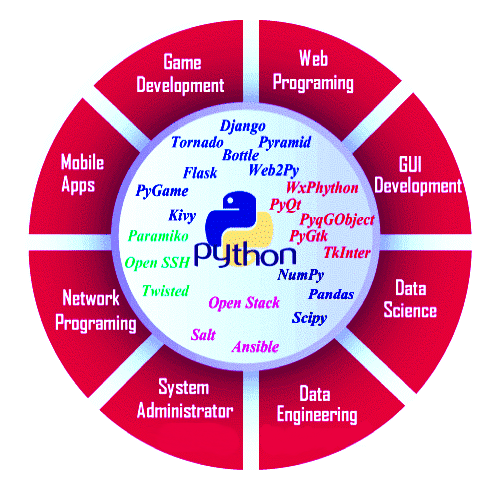 Game
Development
Web
Programing
Mobile
Apps
GUI
Development
Django
Tornado
Pyramid
Bottle
Flask
Web2Py
PyGame
WxPhython
PyQt
Kivy
PyqGObject
Paramiko
PyGtk
TkInter
python
Open SSH
NumPy
Twisted
Pandas
Open Stack
Scipy
Salt
Ansible
Network
Programing
Data
Science
System
Administrator
Data
Engineering